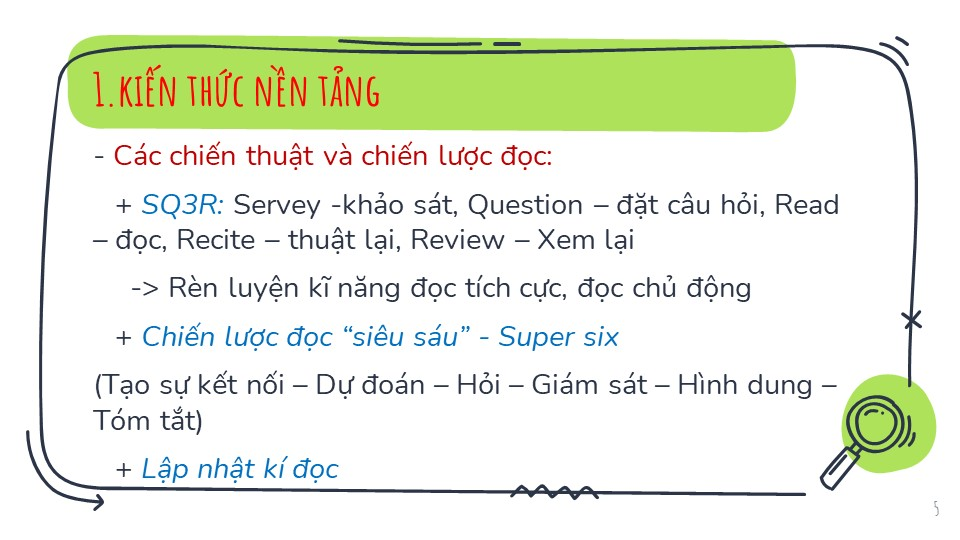 1.KIẾN THỨC NỀN TẢNG
- Các chiến thuật và chiến lược đọc:
+ SQ3R: Servey -khảo sát, Question – đặt câu hỏi, Read
– đọc, Recite – thuật lại, Review – Xem lại
-> Rèn luyện kĩ năng đọc tích cực, đọc chủ động
+ Chiến lược đọc “siêu sáu” - Super six
(Tạo sự kết nối – Dự đoán – Hỏi – Giám sát – Hình dung –
Tóm tắt)
+ Lập nhật kí đọc
5